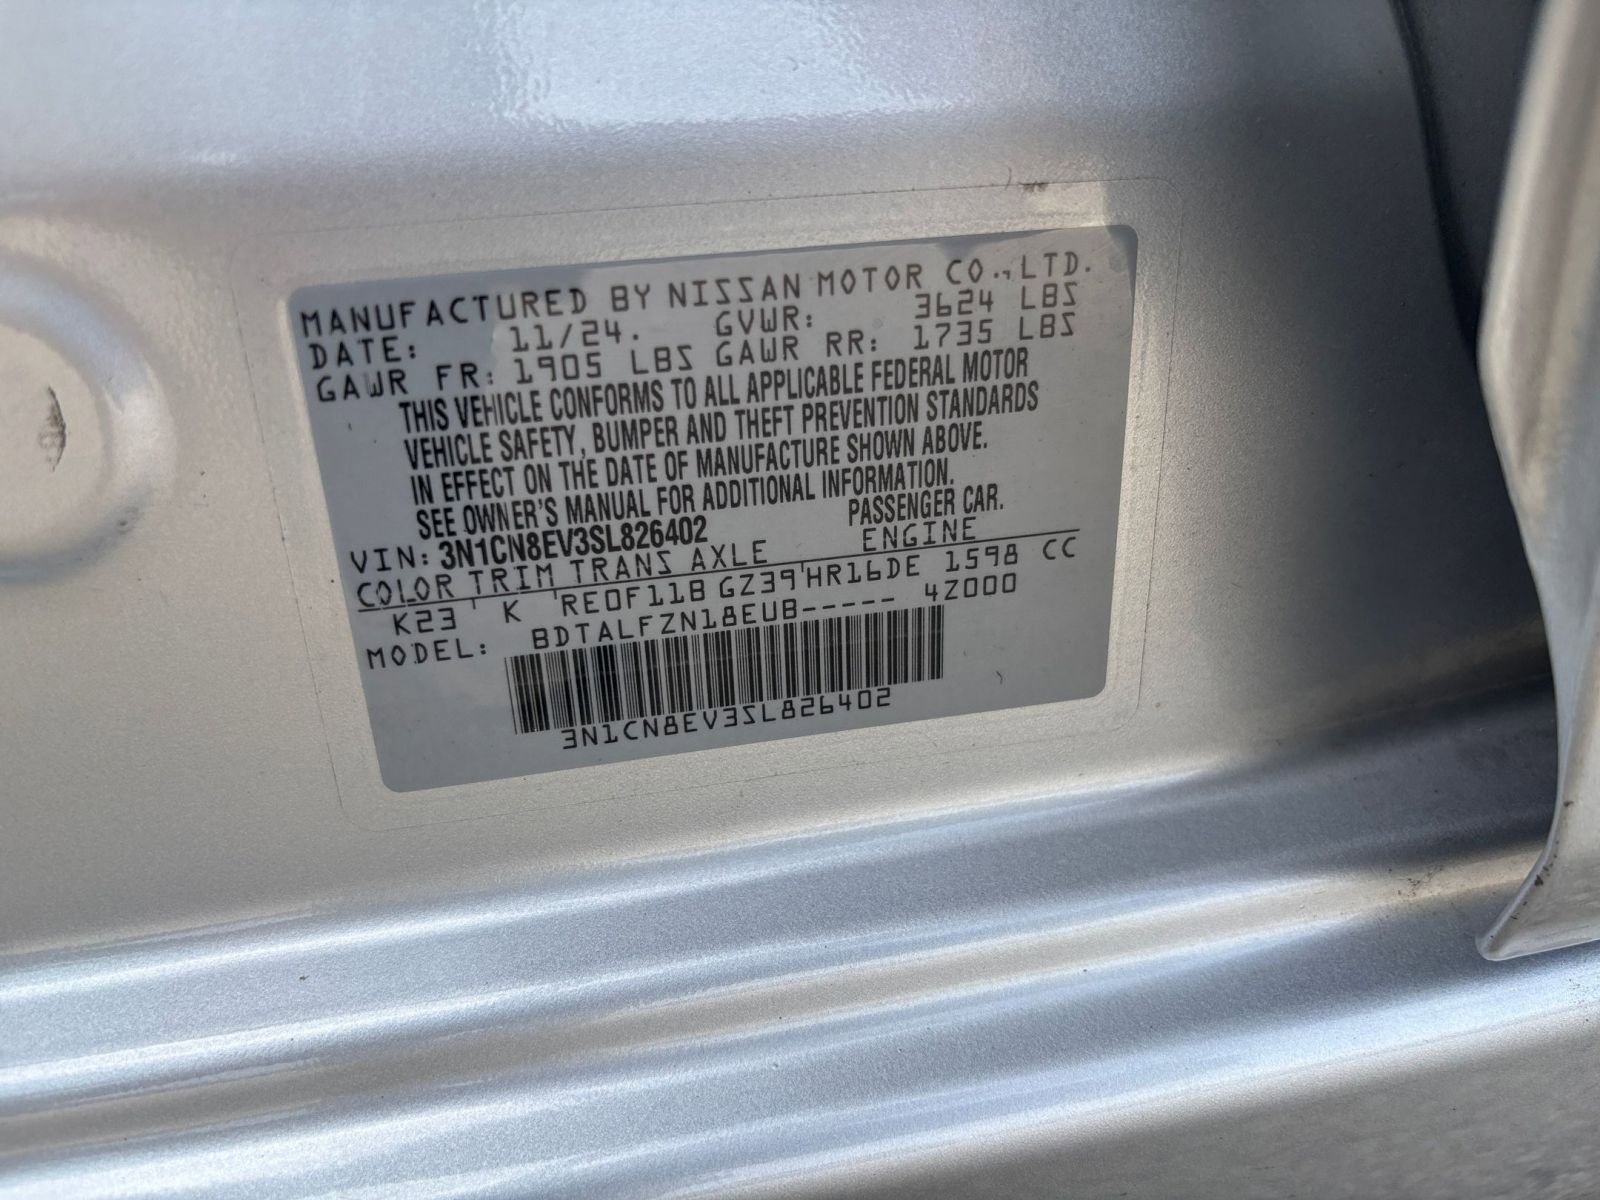 MANUFACTURED BY NISSAN MOTOR CO., LTD.
DATE: 11/24. GVWR: 3624 LBS
GAWR FR: 1905 LBS GAWR RR: 1735 LBS
THIS VEHICLE CONFORMS TO ALL APPLICABLE FEDERAL MOTOR
VEHICLE SAFETY, BUMPER AND THEFT PREVENTION STANDARDS
IN EFFECT ON THE DATE OF MANUFACTURE SHOWN ABOVE.
SEE OWNER'S MANUAL FOR ADDITIONAL INFORMATION.
VIN: 3N1CN8EV3SL826402 PASSENGER CAR.
COLOR TRIM TRANS AXLE ENGINE
K23 K RE0F11B GZ39 HR16DE 1598 CC
MODEL: BDTALFZN18EUB----- 4Z000
3N1CN8EV3SL826402